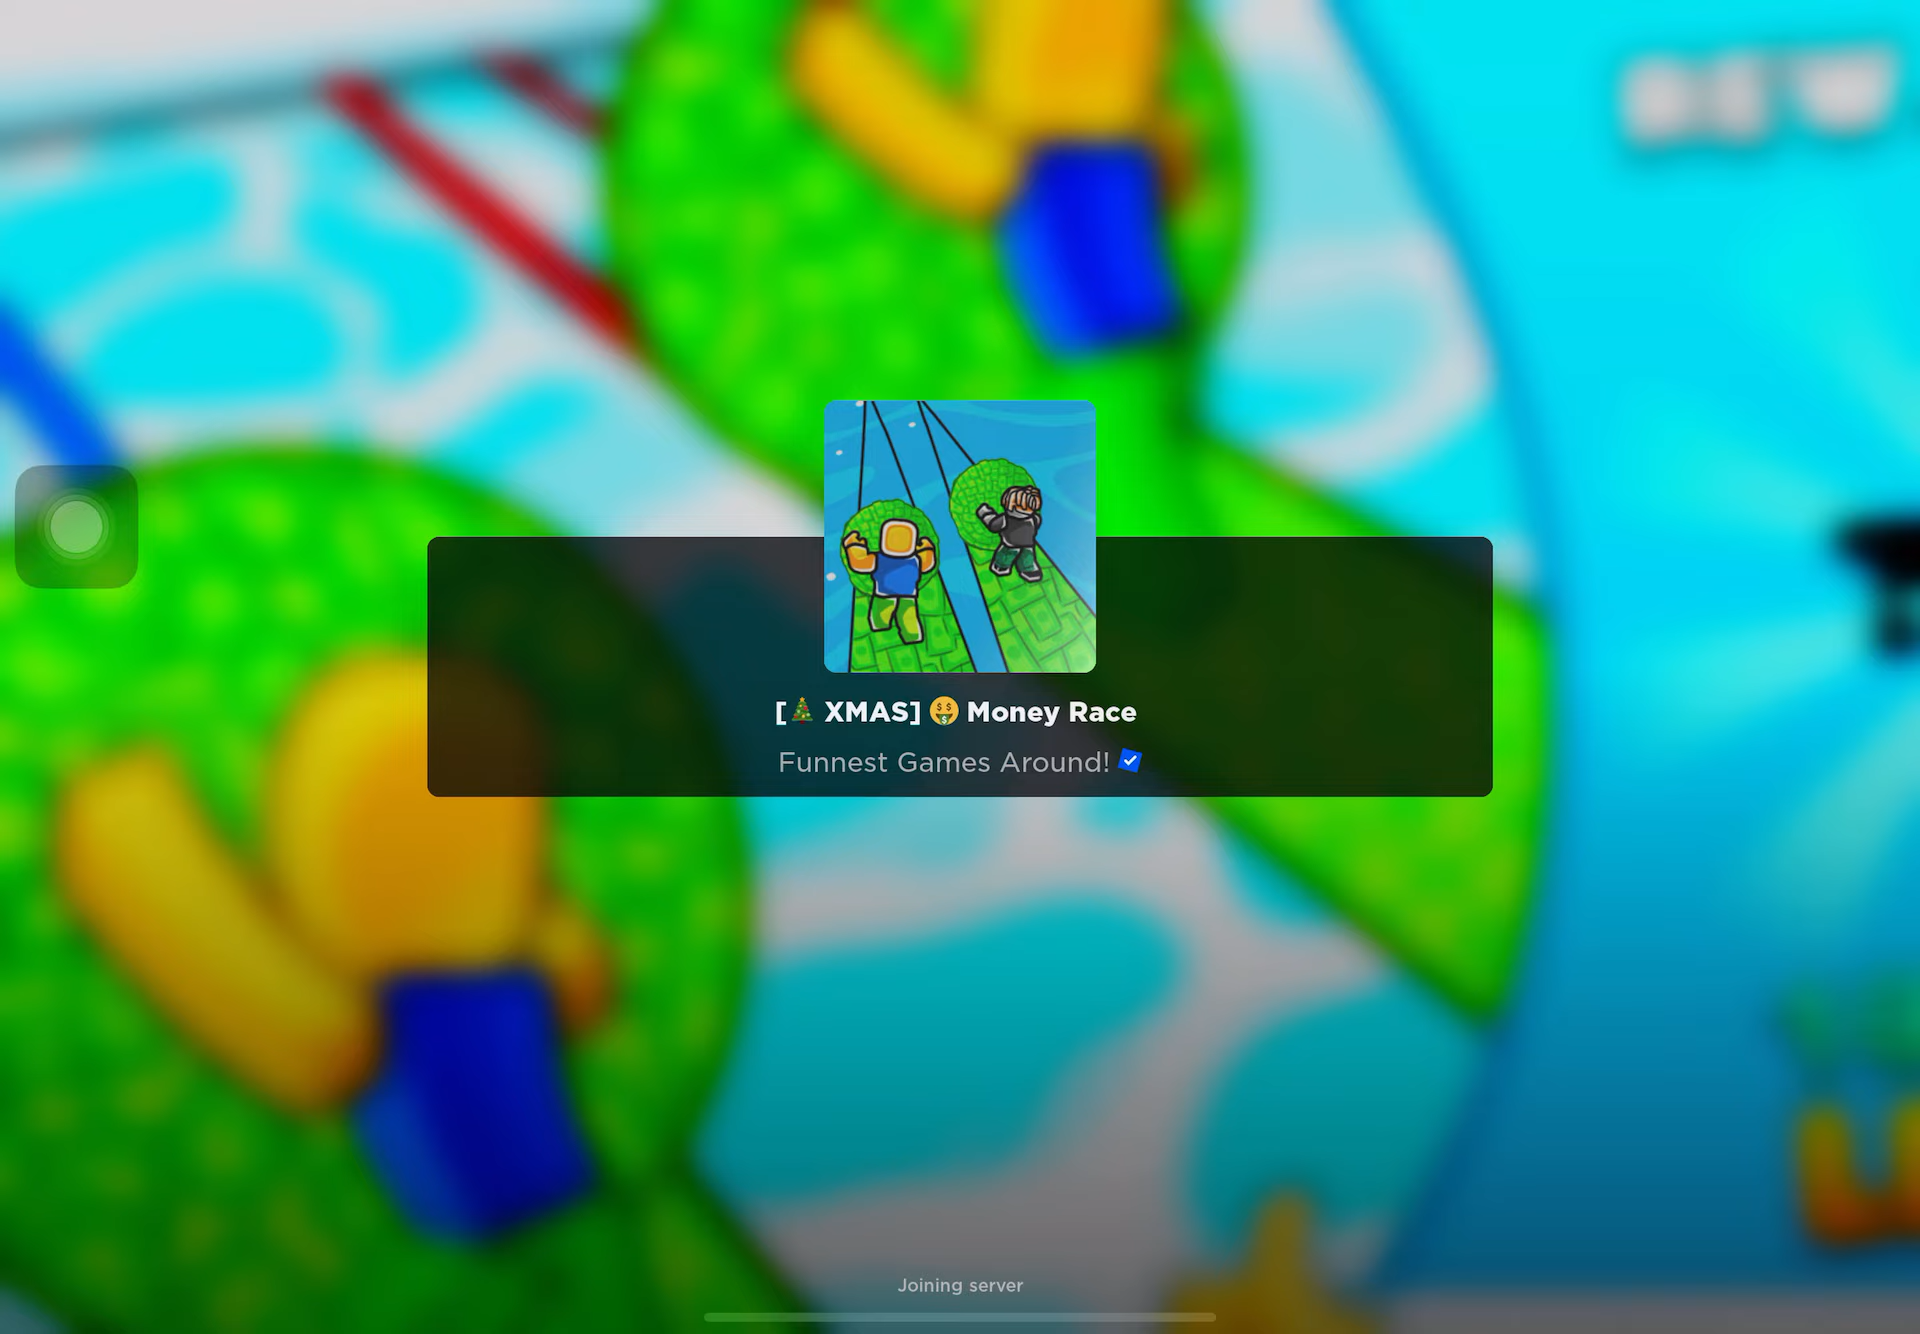 [🎄 XMAS] 🤑 Money Race
Funnest Games Around!
Joining server